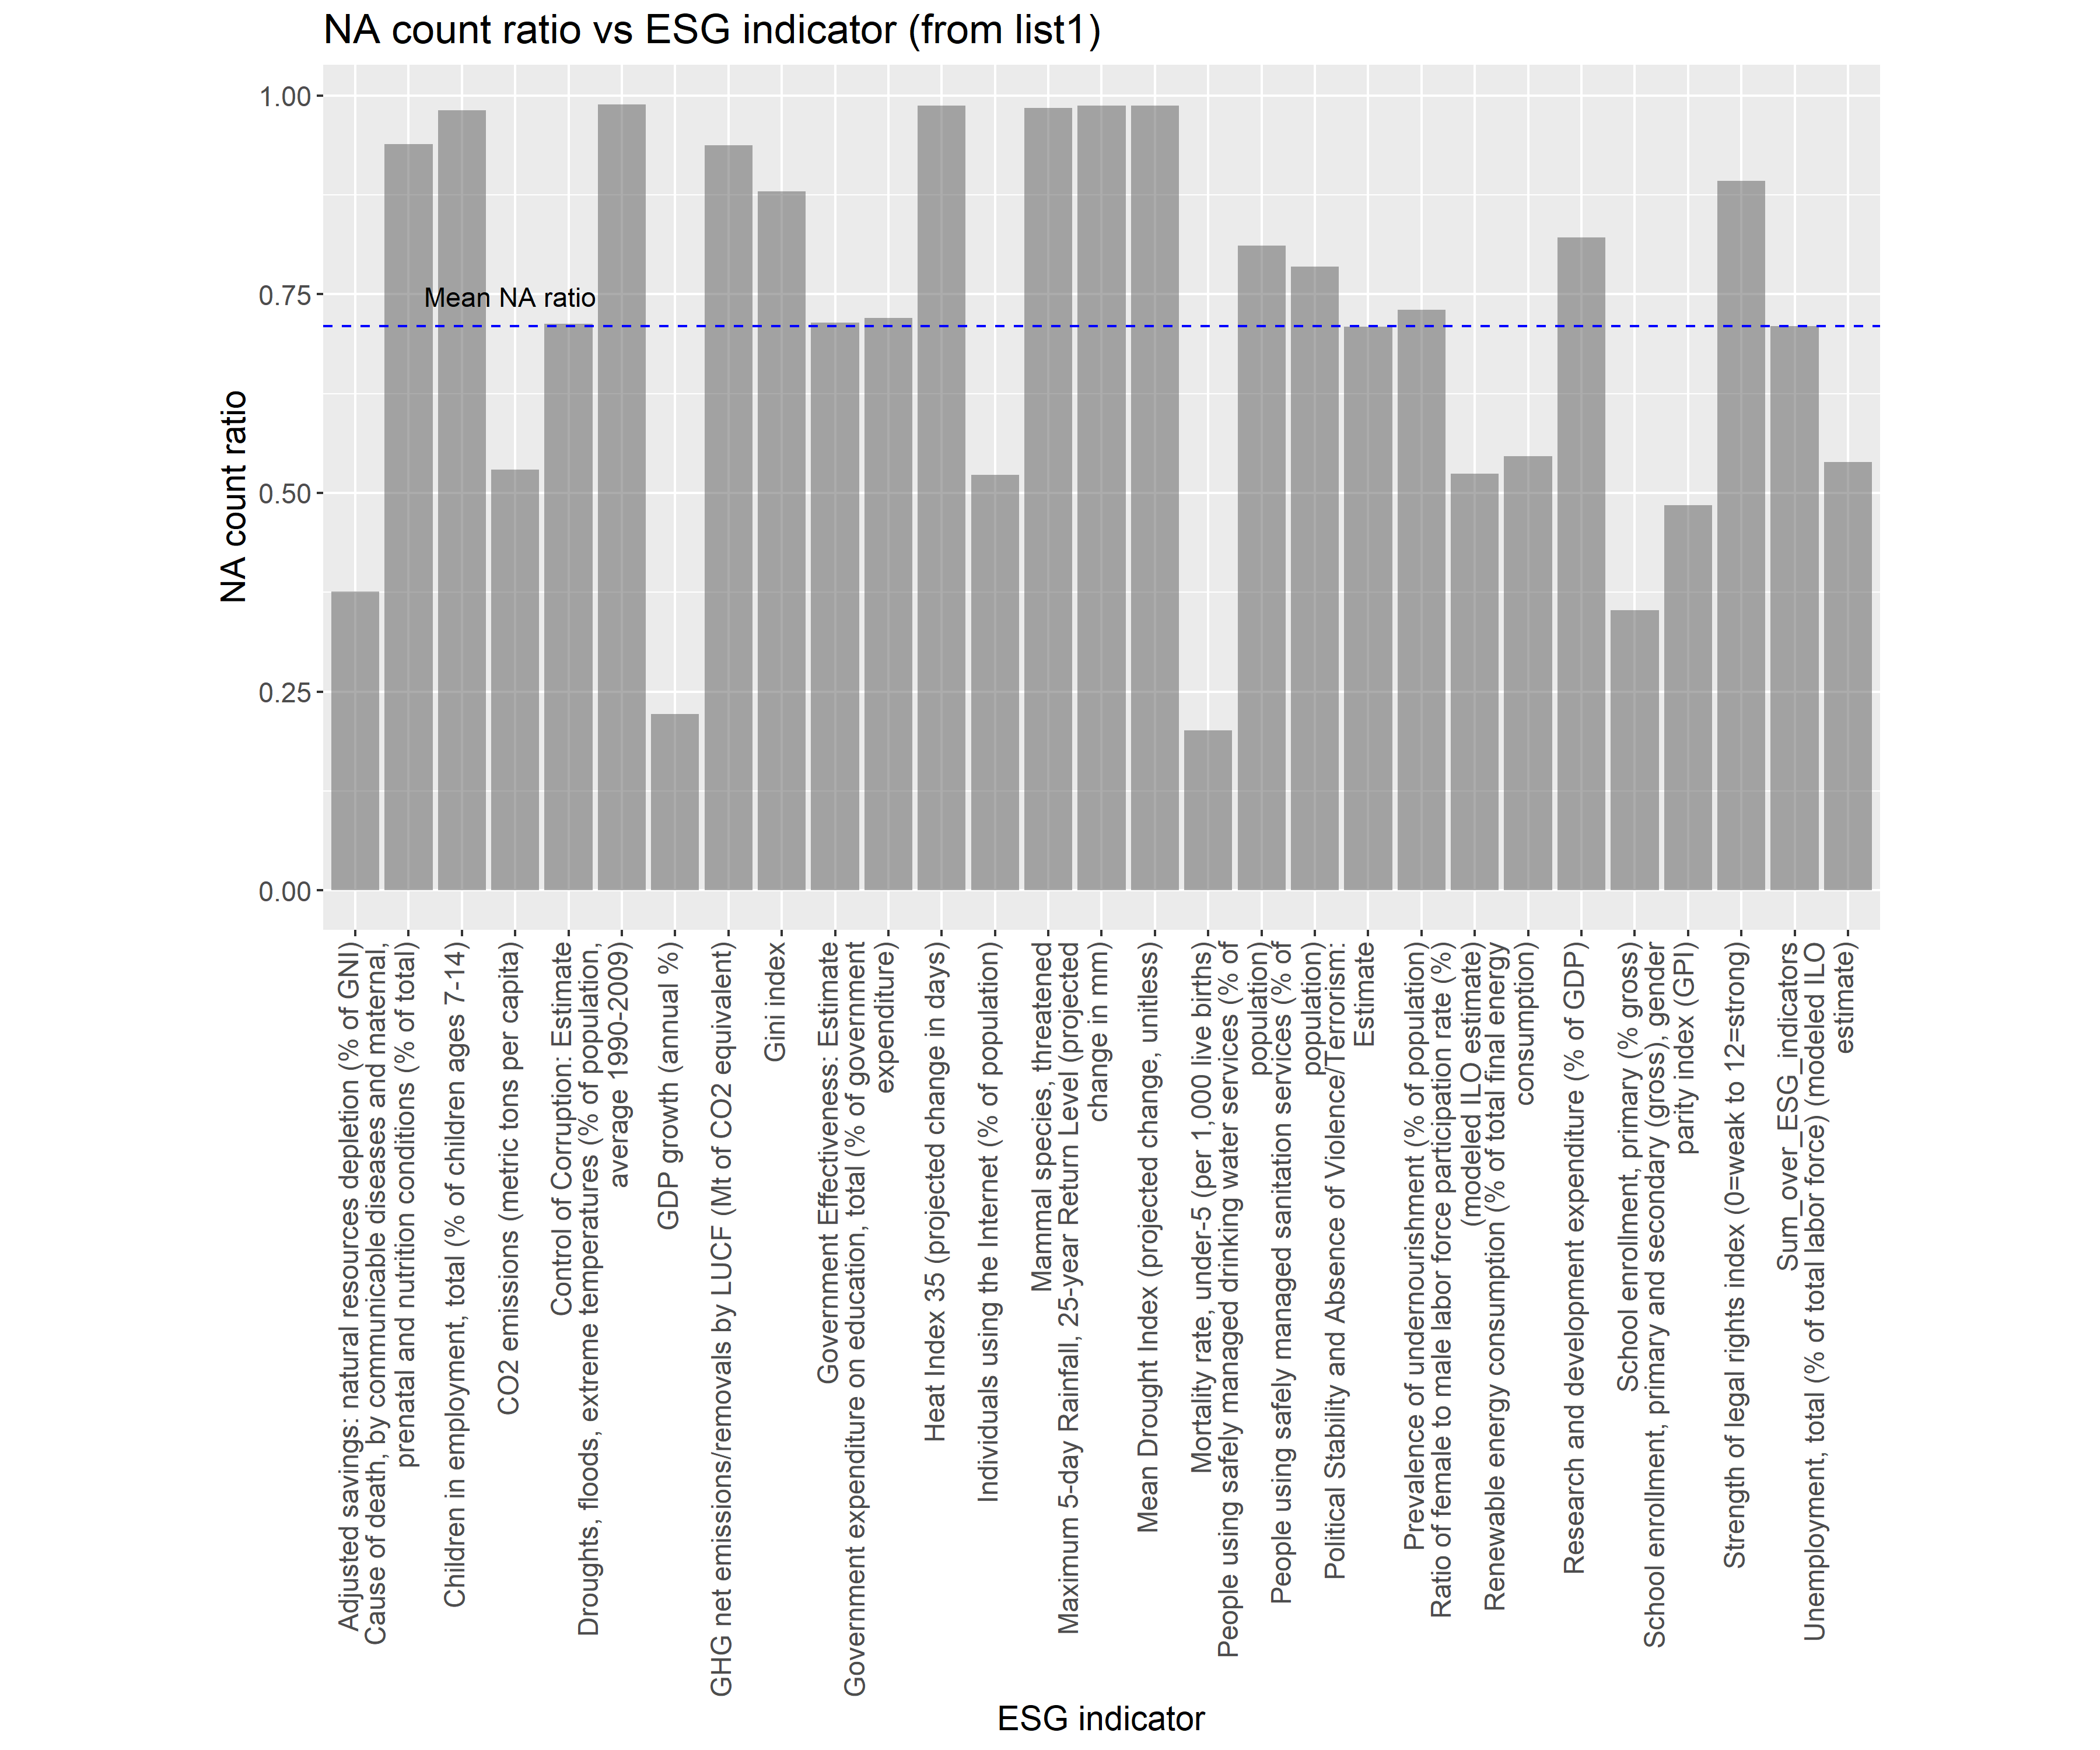 NA count ratio vs ESG indicator (from list1)
1.00
0.75
0.50
0.25
0.00
NA count ratio
Mean NA ratio
Adjusted savings: natural resources depletion (% of GNI)
Cause of death, by communicable diseases and maternal,
prenatal and nutrition conditions (% of total)
Children in employment, total (% of children ages 7-14)
CO2 emissions (metric tons per capita)
Control of Corruption: Estimate
Droughts, floods, extreme temperatures (% of population,
average 1990-2009)
GDP growth (annual %)
GHG net emissions/removals by LUCF (Mt of CO2 equivalent)
Gini index
Government Effectiveness: Estimate
Government expenditure on education, total (% of government
expenditure)
Heat Index 35 (projected change in days)
Individuals using the Internet (% of population)
Mammal species, threatened
Maximum 5-day Rainfall, 25-year Return Level (projected
change in mm)
Mean Drought Index (projected change, unitless)
Mortality rate, under-5 (per 1,000 live births)
People using safely managed drinking water services (% of
population)
People using safely managed sanitation services (% of
population)
Political Stability and Absence of Violence/Terrorism:
Estimate
Prevalence of undernourishment (% of population)
Ratio of female to male labor force participation rate (%)
(modeled ILO estimate)
Renewable energy consumption (% of total final energy
consumption)
Research and development expenditure (% of GDP)
School enrollment, primary (% gross)
School enrollment, primary and secondary (gross), gender
parity index (GPI)
Strength of legal rights index (0=weak to 12=strong)
Sum_over_ESG_indicators
Unemployment, total (% of total labor force) (modeled ILO
estimate)
ESG indicator